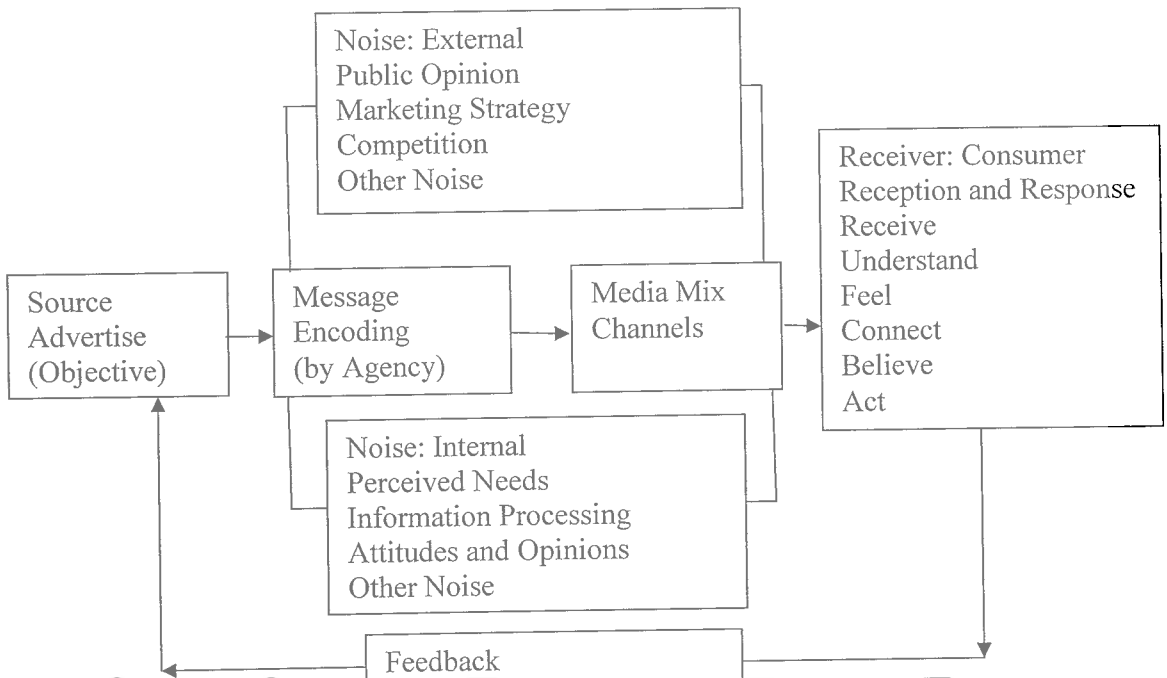 Noise: External
Public Opinion
Marketing Strategy
Competition
Other Noise
Source
Advertise
(Objective)
Message
Encoding
(by Agency)
Media Mix
Channels
Receiver: Consumer
Reception and Response
Receive
Understand
Feel
Connect
Believe
Act
Noise: Internal
Perceived Needs
Information Processing
Attitudes and Opinions
Other Noise
Feedback